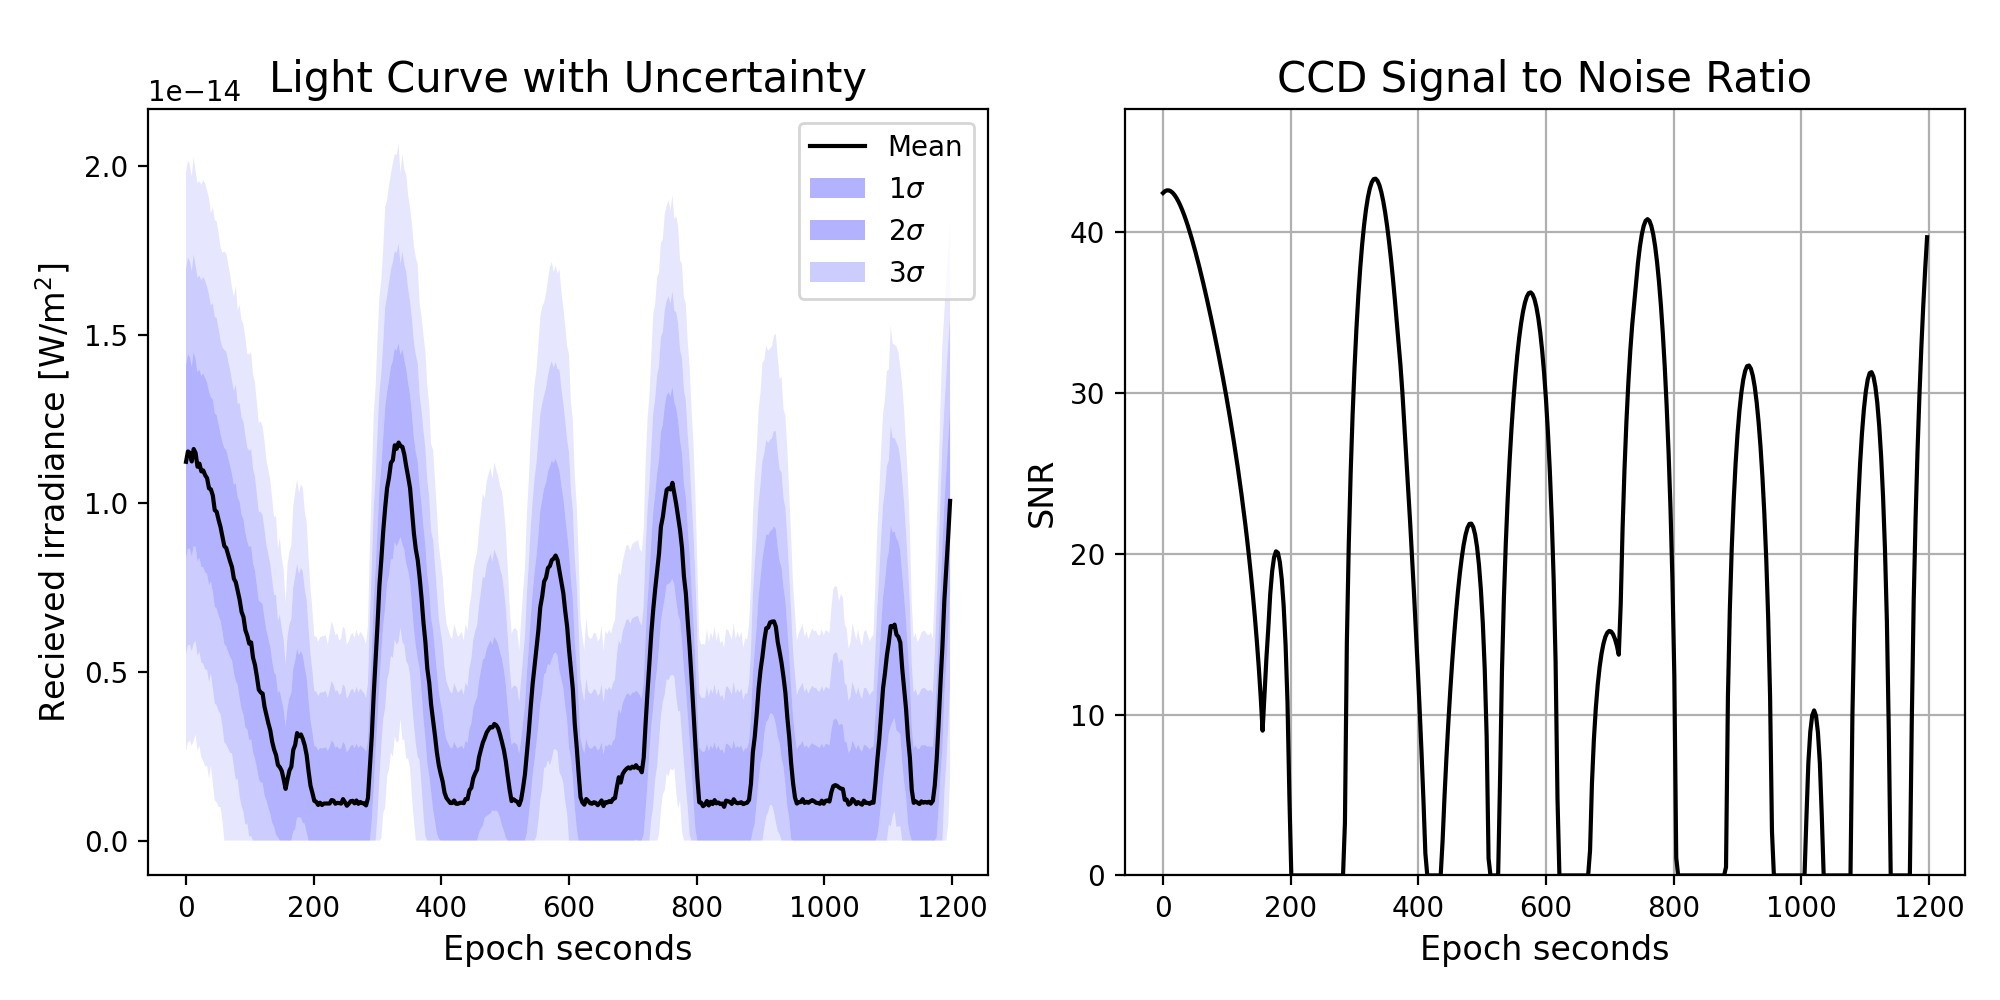 Light Curve with Uncertainty
1e−14
2.0
1.5
1.0
0.5
0.0
Recieved irradiance [W/m²]
Mean
1σ
2σ
3σ
0 200 400 600 800 1000 1200
Epoch seconds
CCD Signal to Noise Ratio
40
30
20
10
0
SNR
0 200 400 600 800 1000 1200
Epoch seconds